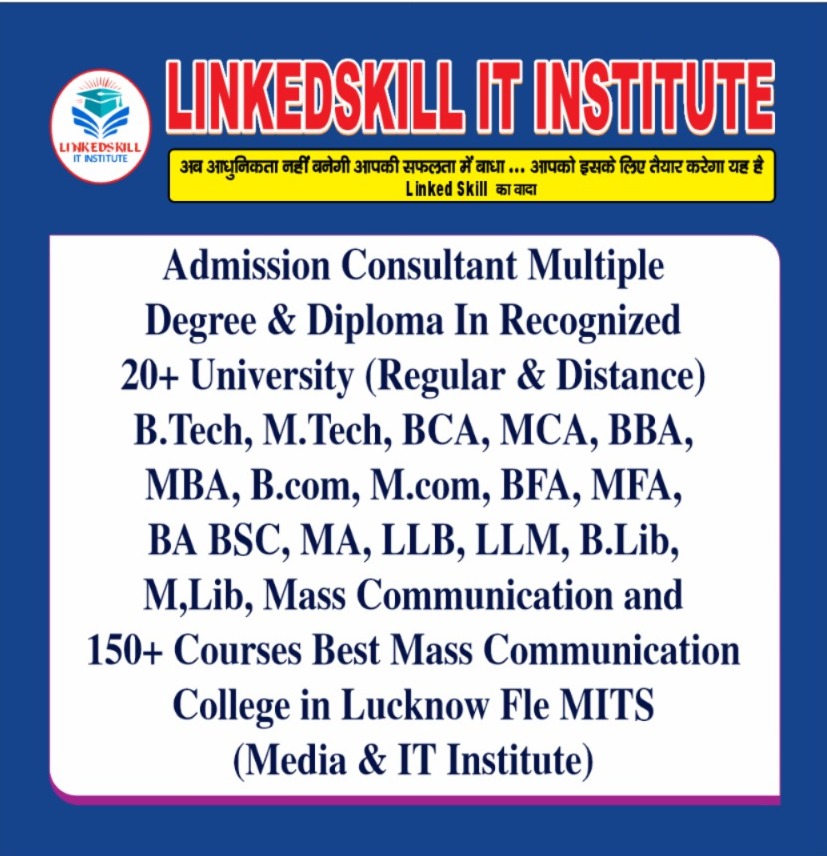 LINKEDSKILL
IT INSTITUTE
LINKEDSKILL IT INSTITUTE
अब आधुनिकता नहीं बनेगी आपकी सफलता में बाधा ... आपको इसके लिए तैयार करेगा यह है
Linked Skill का वादा
Admission Consultant Multiple
Degree & Diploma In Recognized
20+ University (Regular & Distance)
B.Tech, M.Tech, BCA, MCA, BBA,
MBA, B.com, M.com, BFA, MFA,
BA BSC, MA, LLB, LLM, B.Lib,
M,Lib, Mass Communication and
150+ Courses Best Mass Communication
College in Lucknow Fle MITS
(Media & IT Institute)